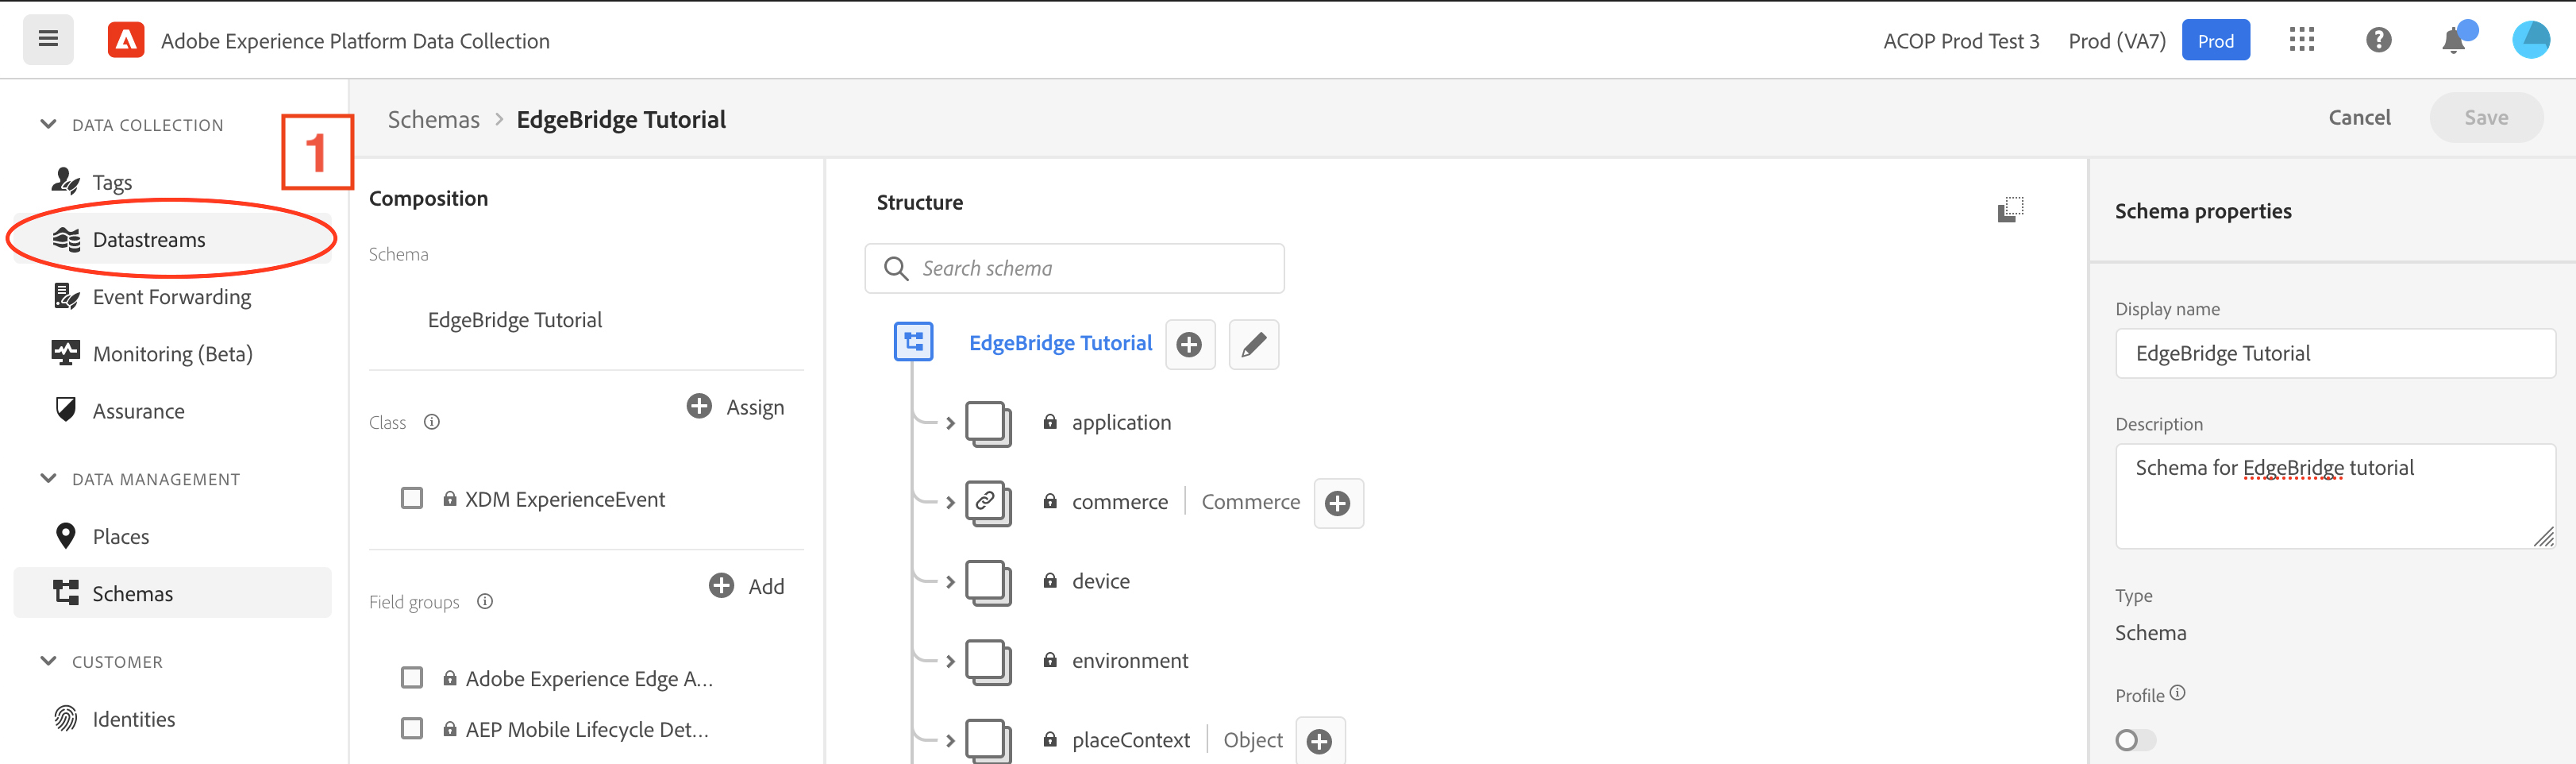 Adobe Experience Platform Data Collection
ACOP Prod Test 3
Prod (VA7)
Prod
DATA COLLECTION
Tags
Datastreams
Event Forwarding
Monitoring (Beta)
Assurance
DATA MANAGEMENT
Places
Schemas
CUSTOMER
Identities
1
Schemas > EdgeBridge Tutorial
Cancel
Save
Composition
Schema
EdgeBridge Tutorial
Class
Assign
XDM ExperienceEvent
Field groups
Add
Adobe Experience Edge A...
AEP Mobile Lifecycle Det...
Structure
Search schema
EdgeBridge Tutorial
application
commerce | Commerce
device
environment
placeContext | Object
Schema properties
Display name
EdgeBridge Tutorial
Description
Schema for EdgeBridge tutorial
Type
Schema
Profile